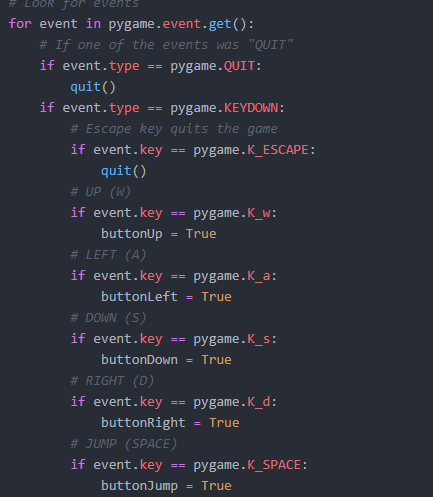 # Look for events
for event in pygame.event.get():
    # If one of the events was "QUIT"
    if event.type == pygame.QUIT:
        quit()
    if event.type == pygame.KEYDOWN:
        # Escape key quits the game
        if event.key == pygame.K_ESCAPE:
            quit()
        # UP (W)
        if event.key == pygame.K_w:
            buttonUp = True
        # LEFT (A)
        if event.key == pygame.K_a:
            buttonLeft = True
        # DOWN (S)
        if event.key == pygame.K_s:
            buttonDown = True
        # RIGHT (D)
        if event.key == pygame.K_d:
            buttonRight = True
        # JUMP (SPACE)
        if event.key == pygame.K_SPACE:
            buttonJump = True